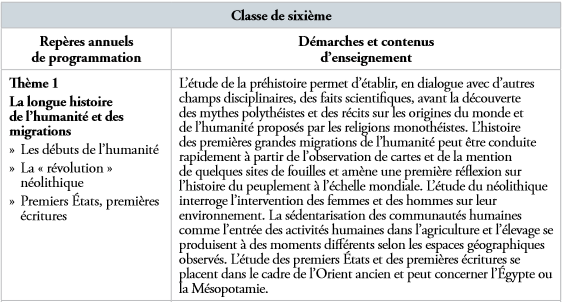 Classe de sixième
Repères annuels
de programmation
Démarches et contenus
d’enseignement
Thème 1
La longue histoire
de l’humanité et des
migrations
» Les débuts de l’humanité
» La « révolution »
néolithique
» Premiers États, premières
écritures
L’étude de la préhistoire permet d’établir, en dialogue avec d’autres
champs disciplinaires, des faits scientifiques, avant la découverte
des mythes polythéistes et des récits sur les origines du monde et
de l’humanité proposés par les religions monothéistes. L’histoire
des premières grandes migrations de l’humanité peut être conduite
rapidement à partir de l’observation de cartes et de la mention
de quelques sites de fouilles et amène une première réflexion sur
l’histoire du peuplement à l’échelle mondiale. L’étude du néolithique
interroge l’intervention des femmes et des hommes sur leur
environnement. La sédentarisation des communautés humaines
comme l’entrée des activités humaines dans l’agriculture et l’élevage se
produisent à des moments différents selon les espaces géographiques
observés. L’étude des premiers États et des premières écritures se
placent dans le cadre de l’Orient ancien et peut concerner l’Égypte ou
la Mésopotamie.